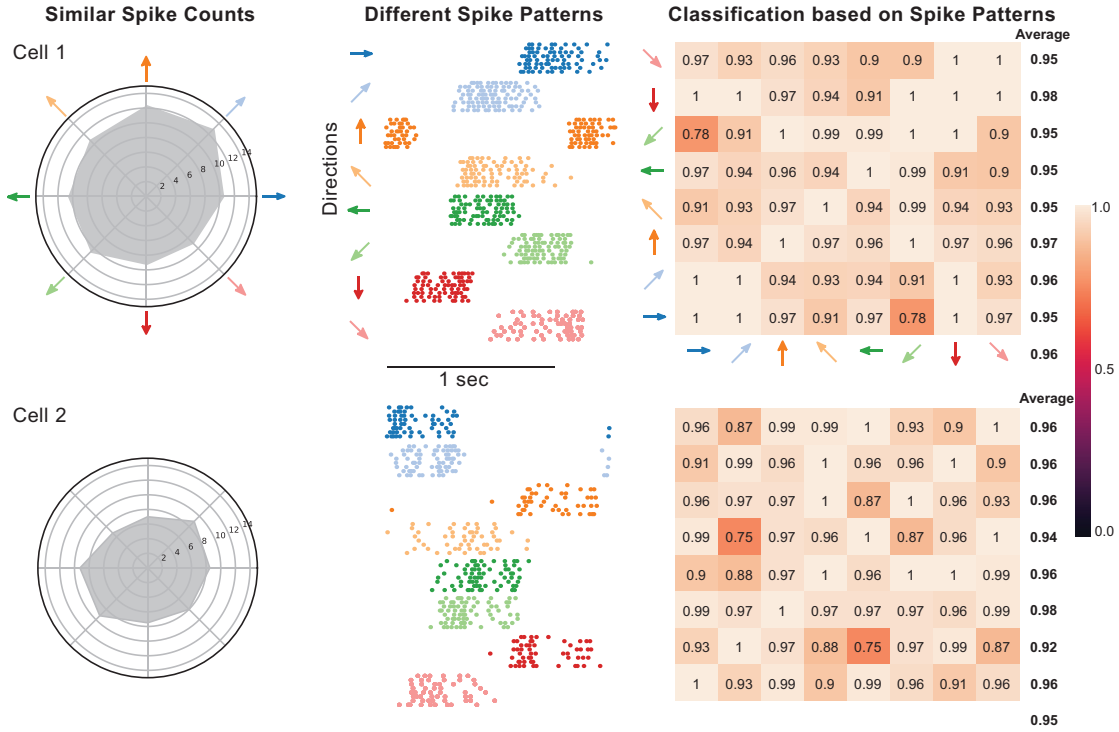 Similar Spike Counts
Different Spike Patterns
Classification based on Spike Patterns
Cell 1
2 4 6 8 10 12 14
Directions
1 sec
Average
0.97 0.93 0.96 0.93 0.9 0.9 1 1 0.95
1 1 0.97 0.94 0.91 1 1 1 0.98
0.78 0.91 1 0.99 0.99 1 1 0.9 0.95
0.97 0.94 0.96 0.94 1 0.99 0.91 0.9 0.95
0.91 0.93 0.97 1 0.94 0.99 0.94 0.93 0.95
0.97 0.94 1 0.97 0.96 1 0.97 0.96 0.97
1 1 0.94 0.93 0.94 0.91 1 0.93 0.96
1 1 0.97 0.91 0.97 0.78 1 0.97 0.95
0.96
1.0
0.5
0.0
Cell 2
2 4 6 8 10 12 14
Average
0.96 0.87 0.99 0.99 1 0.93 0.9 1 0.96
0.91 0.99 0.96 1 0.96 0.96 1 0.9 0.96
0.96 0.97 0.97 1 0.87 1 0.96 0.93 0.96
0.99 0.75 0.97 0.96 1 0.87 0.96 1 0.94
0.9 0.88 0.97 1 0.96 1 1 0.99 0.96
0.99 0.97 1 0.97 0.97 0.97 0.96 0.99 0.98
0.93 1 0.97 0.88 0.75 0.97 0.99 0.87 0.92
1 0.93 0.99 0.9 0.99 0.96 0.91 0.96 0.96
0.95